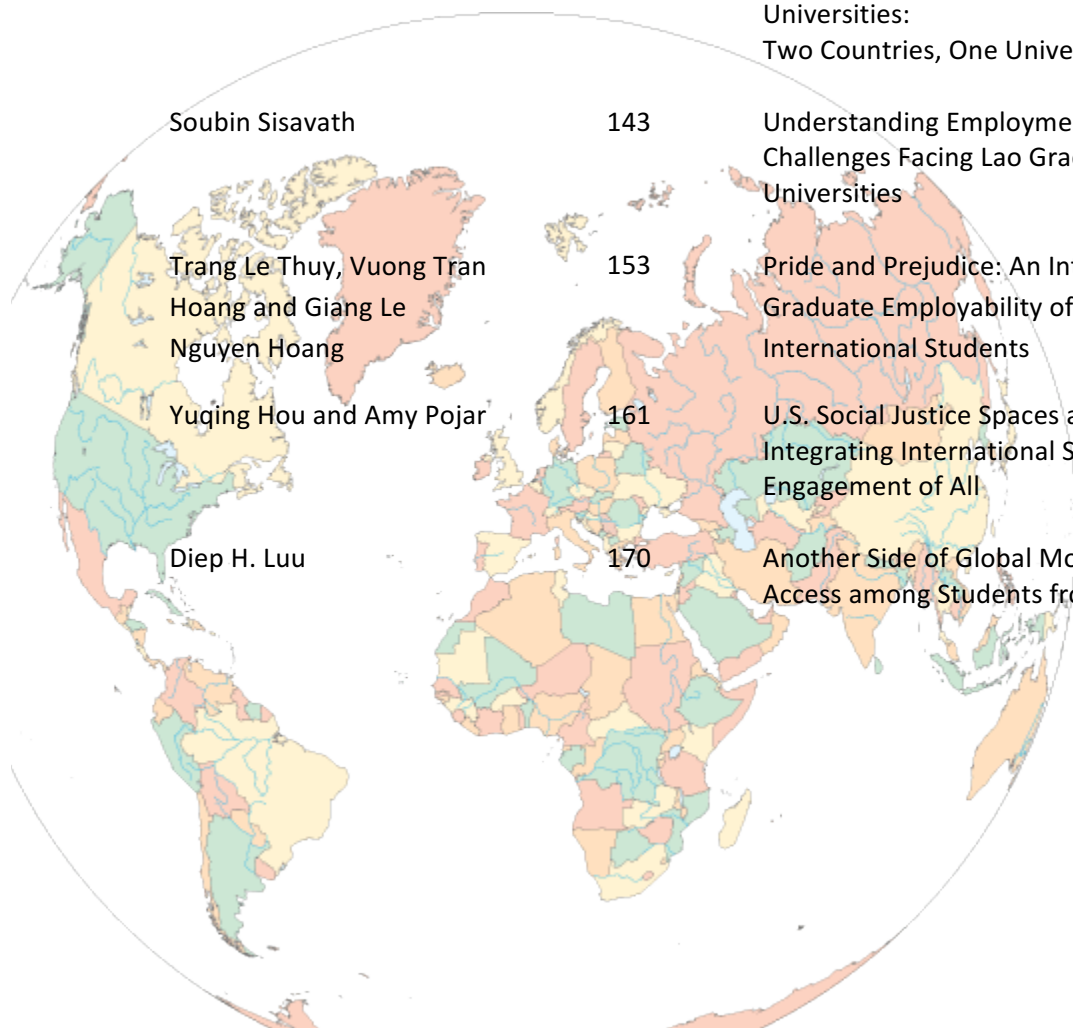 Universities:
Two Countries, One Unive
Soubin Sisavath 143 Understanding Employme
Challenges Facing Lao Gra
Universities
Trang Le Thuy, Vuong Tran 153 Pride and Prejudice: An In
Hoang and Giang Le Graduate Employability of
Nguyen Hoang International Students
Yuqing Hou and Amy Pojar 161 U.S. Social Justice Spaces a
Integrating International S
Engagement of All
Diep H. Luu 170 Another Side of Global Mo
Access among Students fro